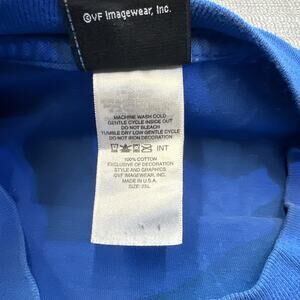 ©VF Imagewear, Inc.
MACHINE WASH COLD
GENTLE CYCLE INSIDE OUT
DO NOT BLEACH
TUMBLE DRY LOW GENTLE CYCLE
DO NOT IRON DECORATION
INT
100% COTTON
EXCLUSIVE OF DECORATION
STYLE AND GRAPHICS
©VF IMAGEWEAR, INC.
MADE IN U.S.A.
SIZE: 2XL